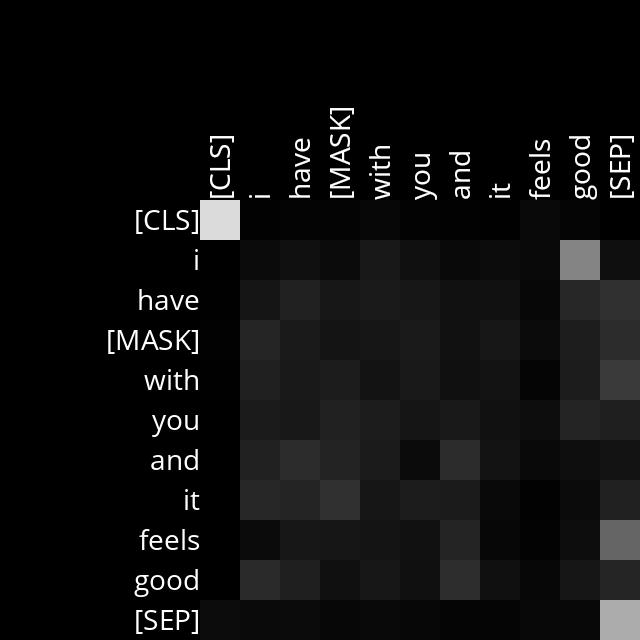 [CLS] i have [MASK] with you and it feels good [SEP]
[CLS]
i
have
[MASK]
with
you
and
it
feels
good
[SEP]